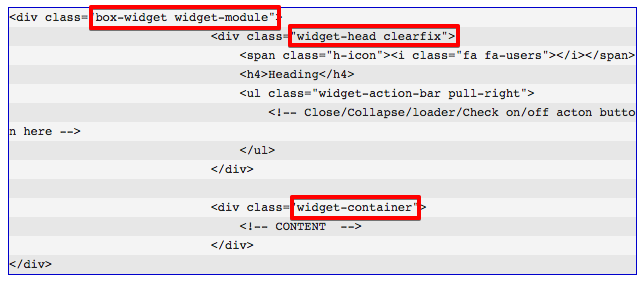 <div class="box-widget widget-module">
<div class="widget-head clearfix">
<span class="h-icon"><i class="fa fa-users"></i></span>
<h4>Heading</h4>
<ul class="widget-action-bar pull-right">
<!-- Close/Collapse/loader/Check on/off acton butto
n here -->
</ul>
</div>
<div class="widget-container">
<!-- CONTENT  -->
</div>
</div>